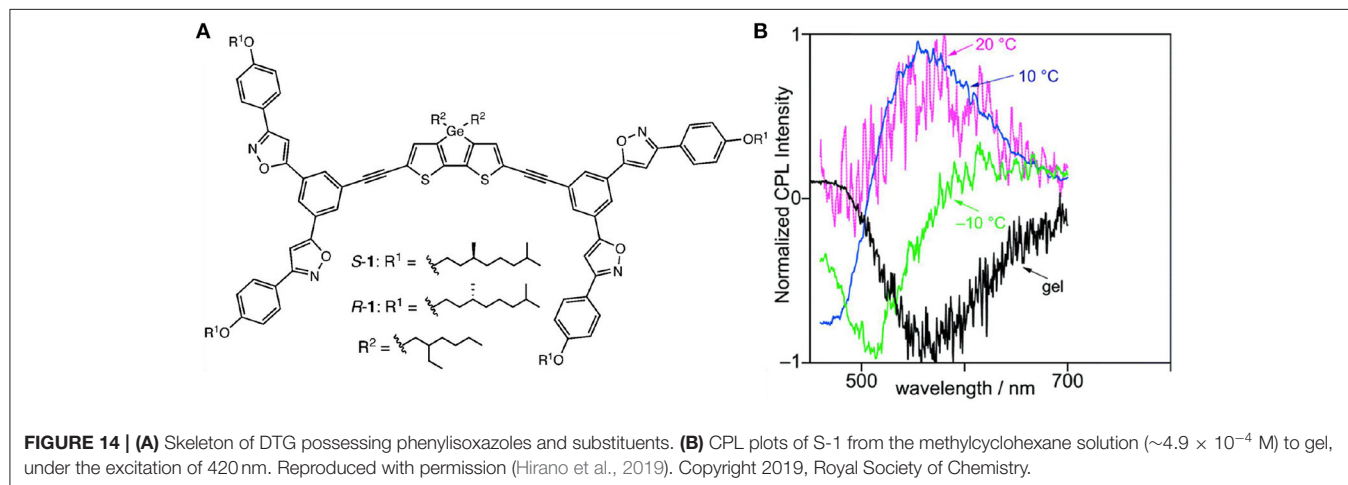 A
R¹O
R² R²
Ge
N
O
S S
O N
OR¹
N
O
O
N
R¹O
R¹O
S-1: R¹ =
R-1: R¹ =
R² =
B
1
0
–1
Normalized CPL Intensity
20 °C
10 °C
–10 °C
gel
500
700
wavelength / nm
FIGURE 14 | (A) Skeleton of DTG possessing phenylisoxazoles and substituents. (B) CPL plots of S-1 from the methylcyclohexane solution (∼4.9 × 10⁻⁴ M) to gel,
under the excitation of 420 nm. Reproduced with permission (Hirano et al., 2019). Copyright 2019, Royal Society of Chemistry.